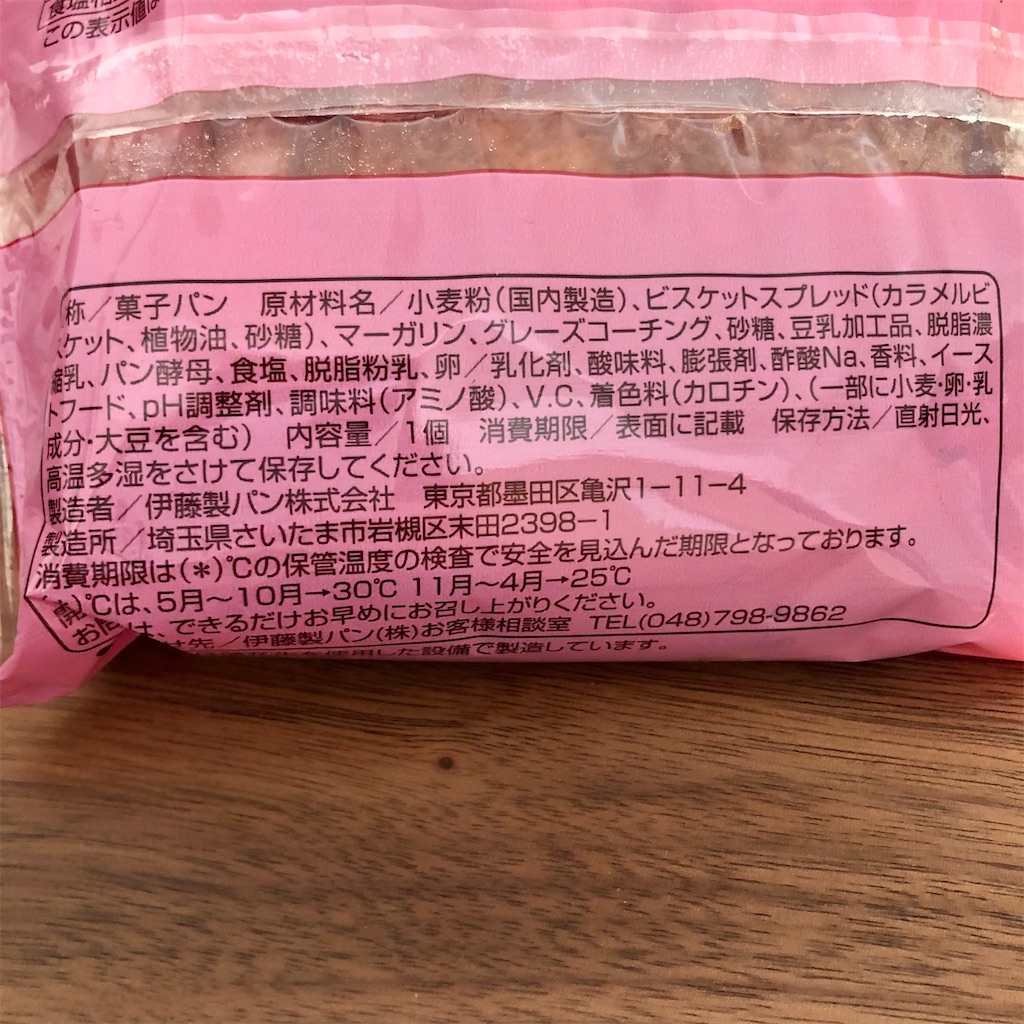 食塩相
この表示値は
称／菓子パン 原材料名／小麦粉(国内製造)、ビスケットスプレッド(カラメルビ
スケット、植物油、砂糖)、マーガリン、グレーズコーチング、砂糖、豆乳加工品、脱脂濃
縮乳、パン酵母、食塩、脱脂粉乳、卵／乳化剤、酸味料、膨張剤、酢酸Na、香料、イース
トフード、pH調整剤、調味料(アミノ酸)、V.C、着色料(カロチン)、(一部に小麦・卵・乳
成分・大豆を含む) 内容量／1個 消費期限／表面に記載 保存方法／直射日光、
高温多湿をさけて保存してください。
製造者／伊藤製パン株式会社 東京都墨田区亀沢1-11-4
製造所／埼玉県さいたま市岩槻区末田2398-1
消費期限は(*)℃の保管温度の検査で安全を見込んだ期限となっております。
)℃は、5月〜10月→30℃ 11月〜4月→25℃
開 は、できるだけお早めにお召し上がりください。
お問 先／伊藤製パン(株)お客様相談室 TEL(048)798-9862
を使用した設備で製造しています。